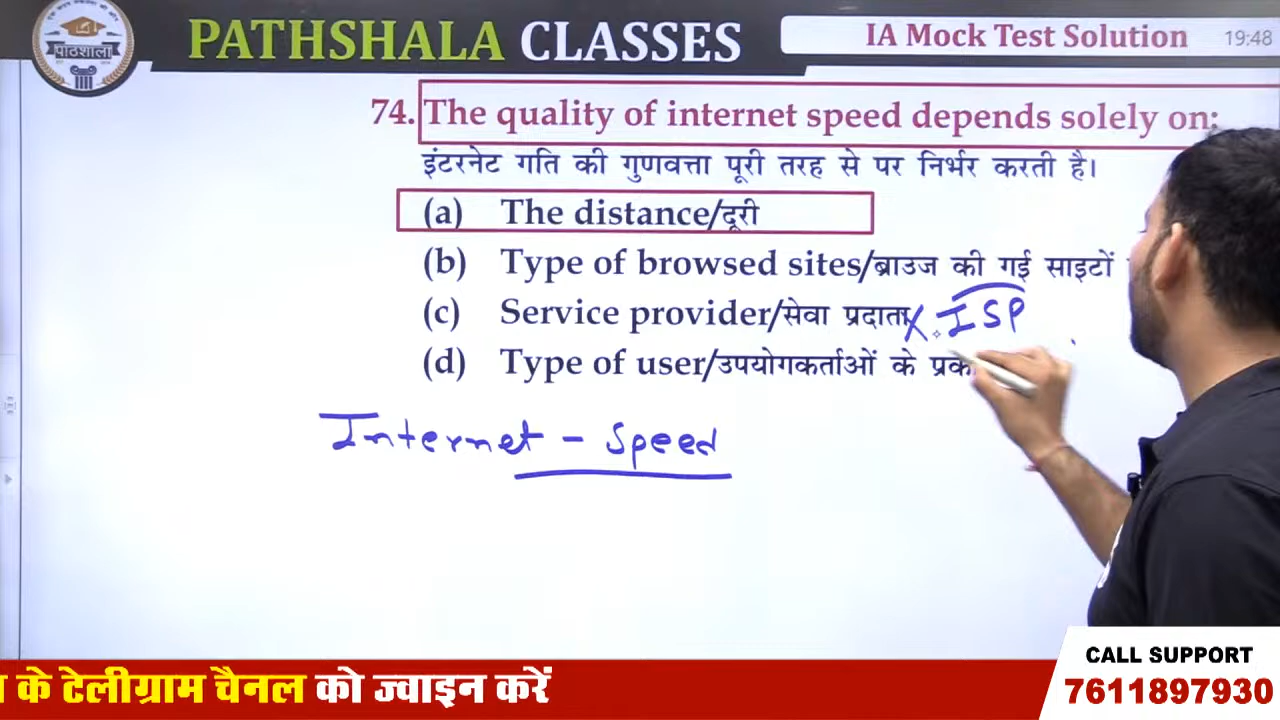 पाठशाला
PATHSHALA CLASSES
IA Mock Test Solution
19:48
74. The quality of internet speed depends solely on:
इंटरनेट गति की गुणवत्ता पूरी तरह से पर निर्भर करती है।
(a) The distance/दूरी
(b) Type of browsed sites/ब्राउज की गई साइटों
(c) Service provider/सेवा प्रदाता X. ISP
(d) Type of user/उपयोगकर्ताओं के प्रक
Internet - Speed
के टेलीग्राम चैनल को ज्वाइन करें
CALL SUPPORT
7611897930